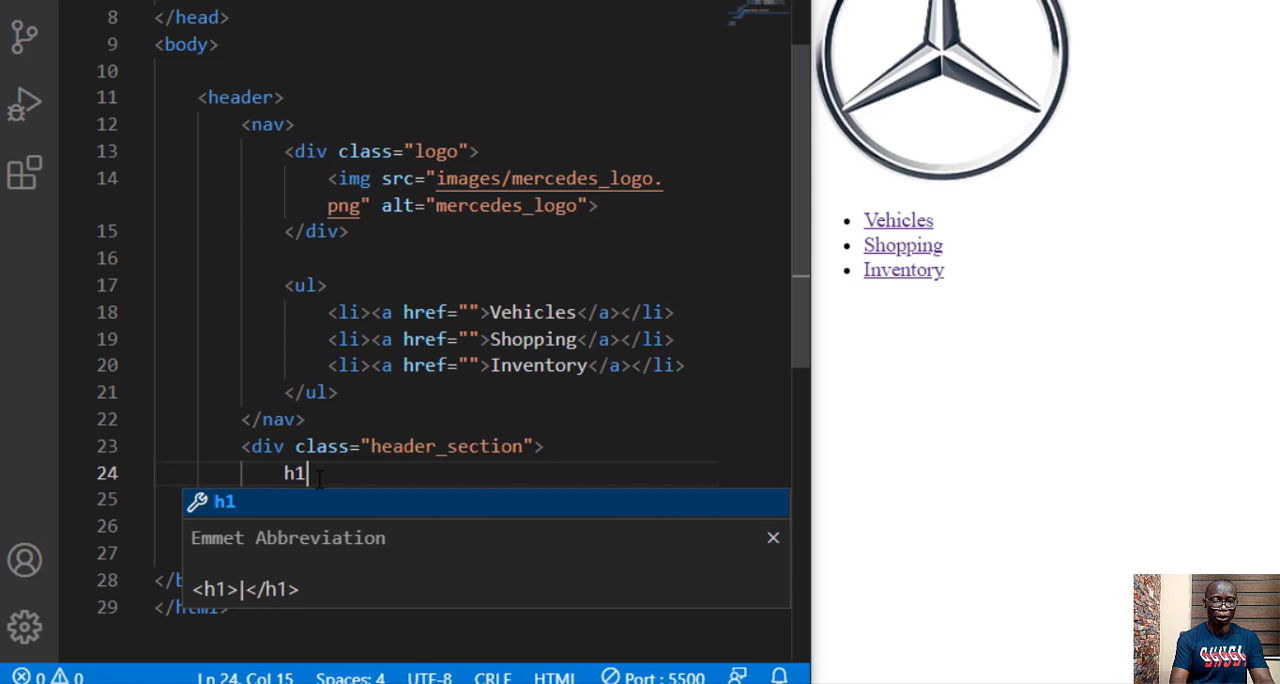 8 </head>
9 <body>
10
11 <header>
12 <nav>
13 <div class="logo">
14 <img src="images/mercedes_logo.
png" alt="mercedes_logo">
15 </div>
16
17 <ul>
18 <li><a href="">Vehicles</a></li>
19 <li><a href="">Shopping</a></li>
20 <li><a href="">Inventory</a></li>
21 </ul>
22 </nav>
23 <div class="header_section">
24 h1
25 h1
26 Emmet Abbreviation
27
28 </b <h1>|</h1>
29 </html>
0 0 Ln 24, Col 15 Spaces: 4 UTF-8 CRLF HTML Port : 5500
Vehicles
Shopping
Inventory